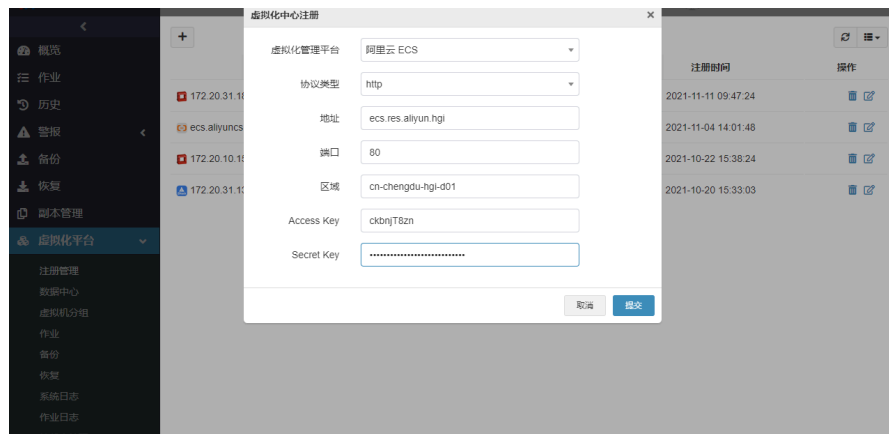 虚拟化中心注册
×
虚拟化管理平台 阿里云 ECS
协议类型 http
地址 ecs.res.aliyun.hgi
端口 80
区域 cn-chengdu-hgi-d01
Access Key ckbnjT8zn
Secret Key
取消 提交
概览
作业
历史
警报
备份
恢复
副本管理
虚拟化平台
注册管理
数据中心
虚拟机分组
作业
备份
恢复
系统日志
作业日志
+
注册时间 操作
172.20.31.18 2021-11-11 09:47:24
ecs.aliyuncs 2021-11-04 14:01:48
172.20.10.15 2021-10-22 15:38:24
172.20.31.13 2021-10-20 15:33:03